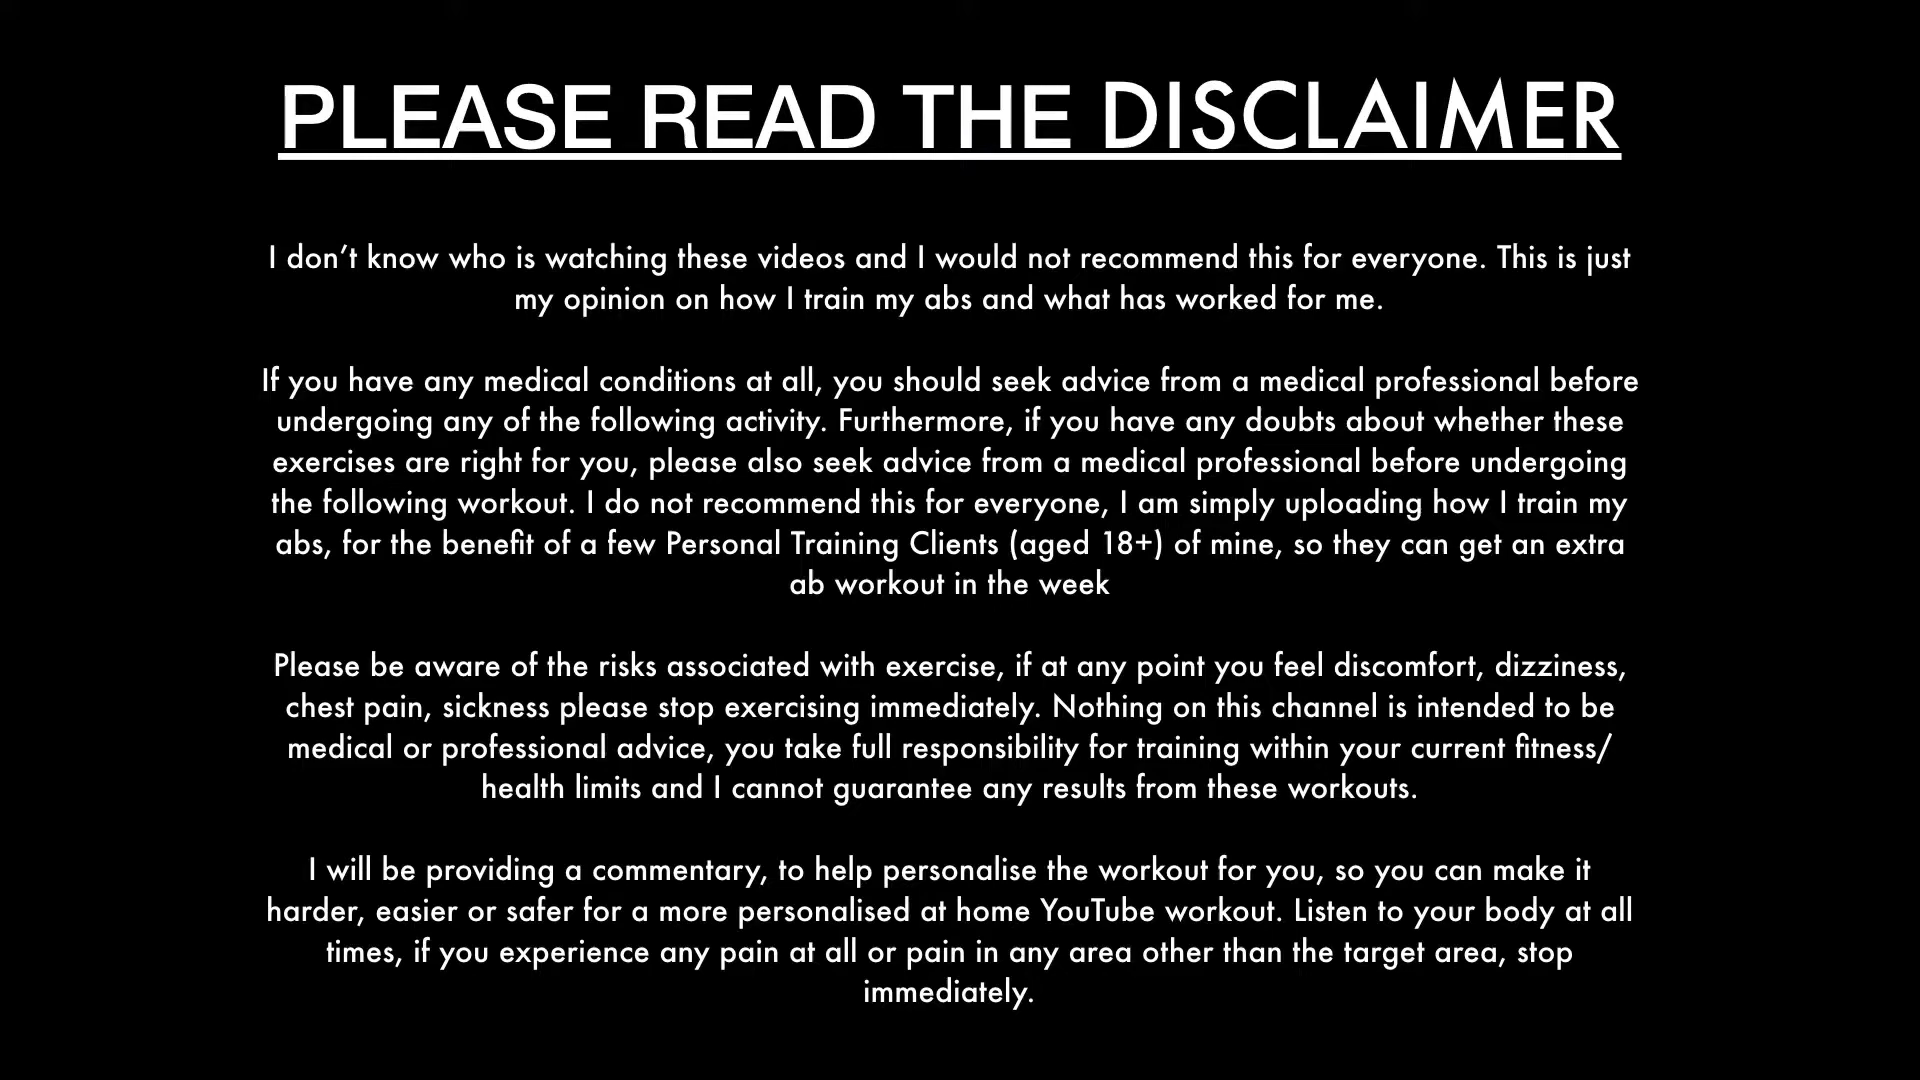 PLEASE READ THE DISCLAIMER
I don’t know who is watching these videos and I would not recommend this for everyone. This is just
my opinion on how I train my abs and what has worked for me.
If you have any medical conditions at all, you should seek advice from a medical professional before
undergoing any of the following activity. Furthermore, if you have any doubts about whether these
exercises are right for you, please also seek advice from a medical professional before undergoing
the following workout. I do not recommend this for everyone, I am simply uploading how I train my
abs, for the benefit of a few Personal Training Clients (aged 18+) of mine, so they can get an extra
ab workout in the week
Please be aware of the risks associated with exercise, if at any point you feel discomfort, dizziness,
chest pain, sickness please stop exercising immediately. Nothing on this channel is intended to be
medical or professional advice, you take full responsibility for training within your current fitness/
health limits and I cannot guarantee any results from these workouts.
I will be providing a commentary, to help personalise the workout for you, so you can make it
harder, easier or safer for a more personalised at home YouTube workout. Listen to your body at all
times, if you experience any pain at all or pain in any area other than the target area, stop
immediately.